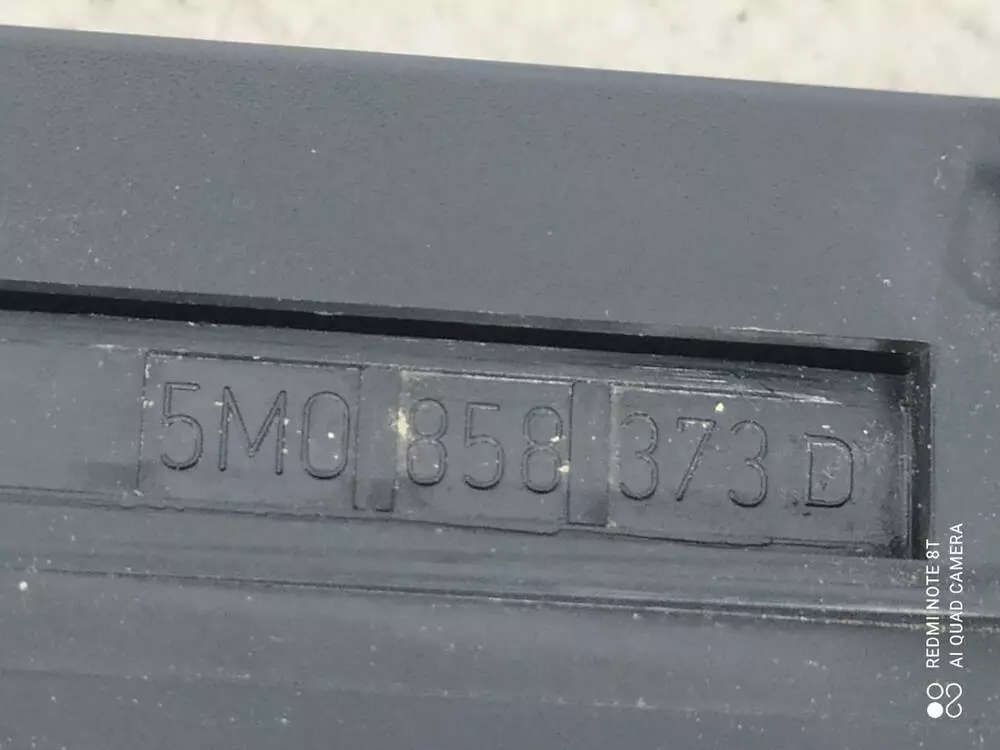 5M0 858 373 D
REDMI NOTE 8T
AI QUAD CAMERA